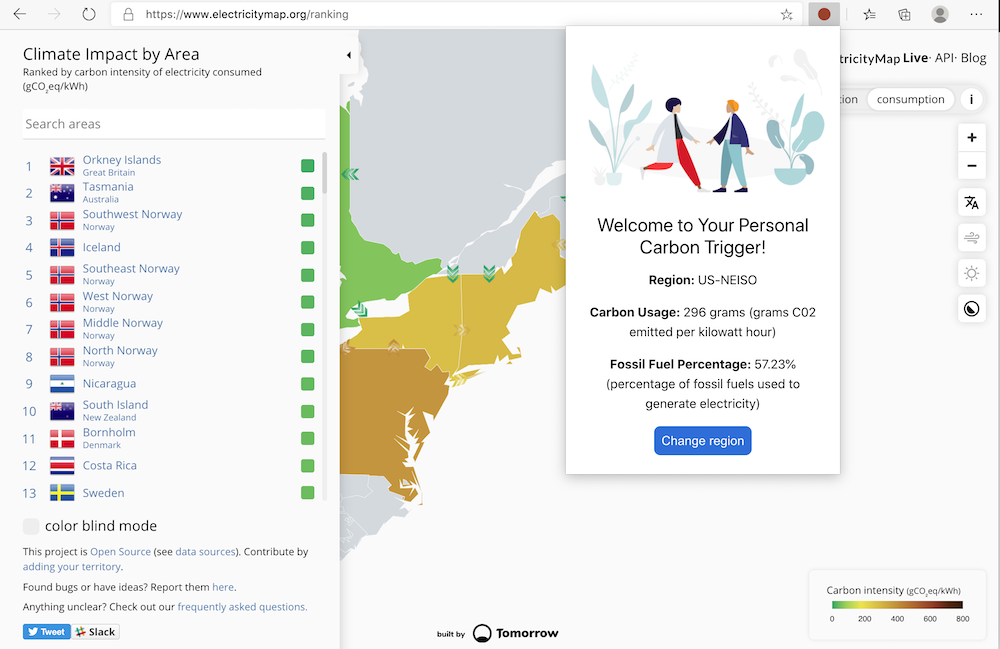 https://www.electricitymap.org/ranking
Climate Impact by Area
Ranked by carbon intensity of electricity consumed
(gCO2eq/kWh)
Search areas
1 Orkney Islands
Great Britain
2 Tasmania
Australia
3 Southwest Norway
Norway
4 Iceland
5 Southeast Norway
Norway
6 West Norway
Norway
7 Middle Norway
Norway
8 North Norway
Norway
9 Nicaragua
10 South Island
New Zealand
11 Bornholm
Denmark
12 Costa Rica
13 Sweden
color blind mode
This project is Open Source (see data sources). Contribute by
adding your territory.
Found bugs or have ideas? Report them here.
Anything unclear? Check out our frequently asked questions.
Tweet Slack
built by Tomorrow
Welcome to Your Personal
Carbon Trigger!
Region: US-NEISO
Carbon Usage: 296 grams (grams C02
emitted per kilowatt hour)
Fossil Fuel Percentage: 57.23%
(percentage of fossil fuels used to
generate electricity)
Change region
tricityMap Live· API· Blog
tion consumption i
+
−
文A
Carbon intensity (gCO2eq/kWh)
0 200 400 600 800